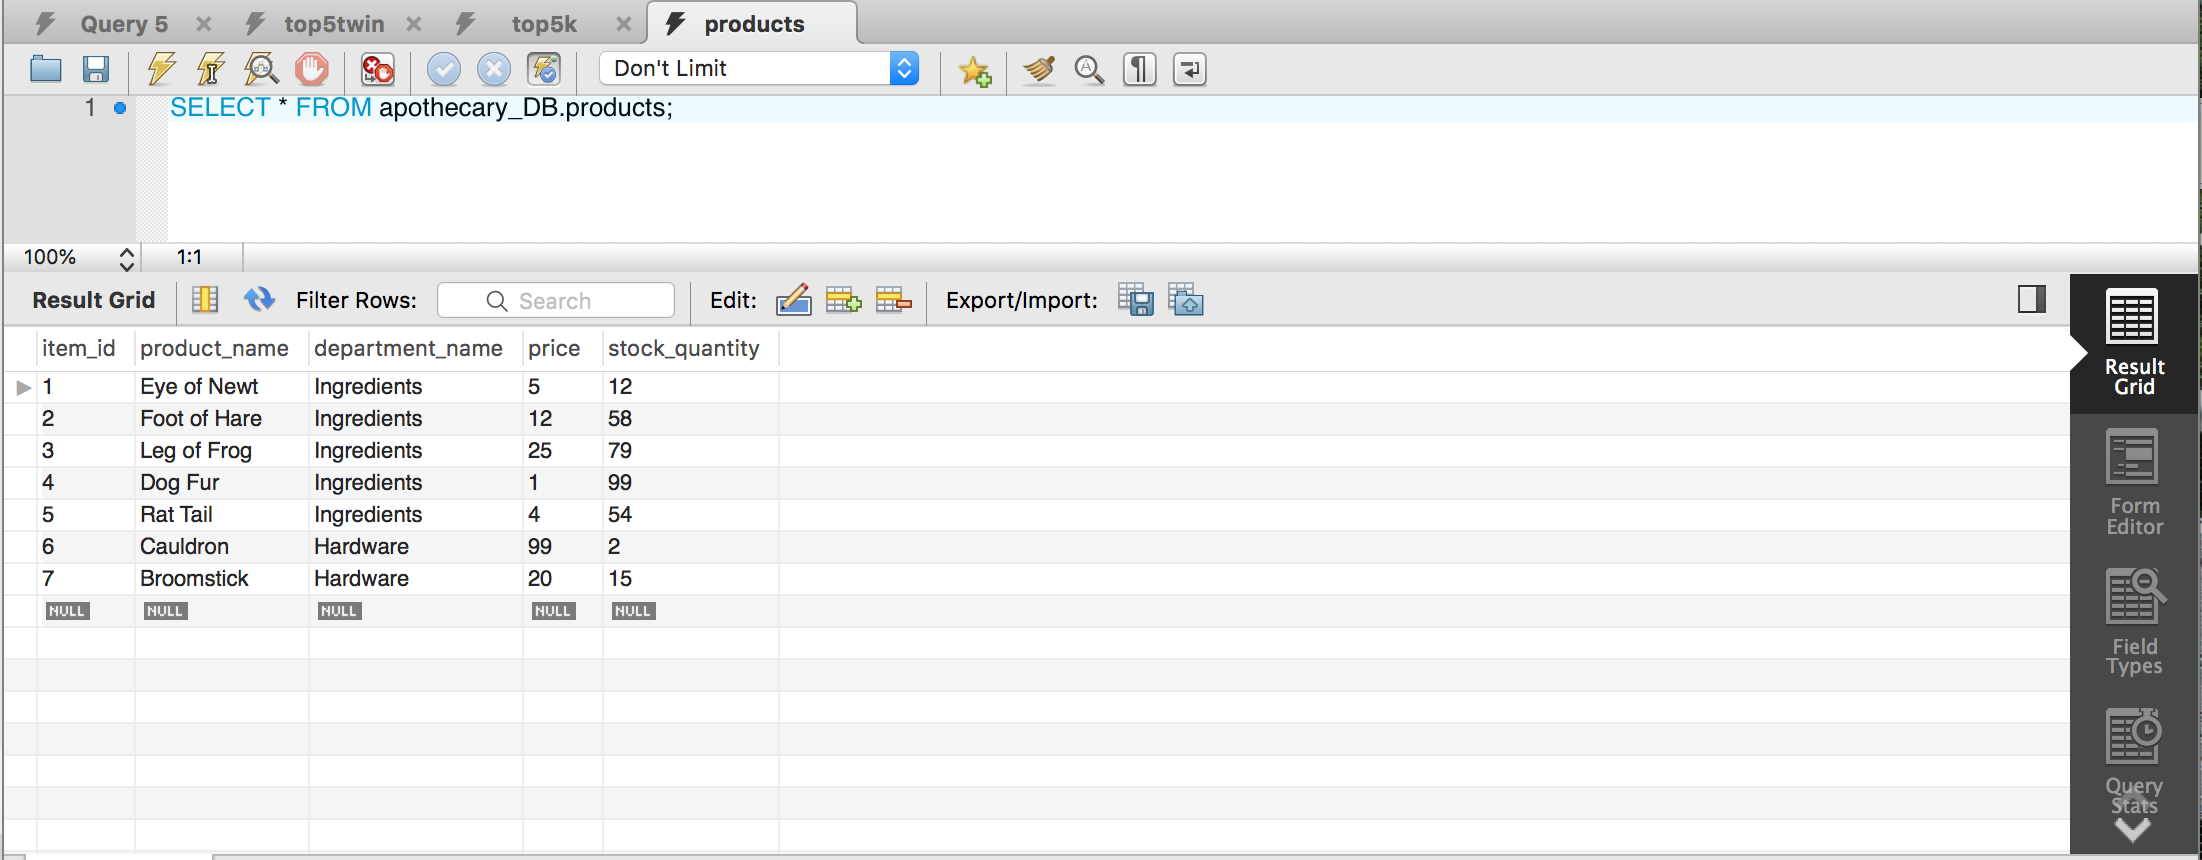 Query 5 top5twin top5k products
Don't Limit
1 SELECT * FROM apothecary_DB.products;
100% 1:1
Result Grid Filter Rows: Search Edit: Export/Import:
item_id product_name department_name price stock_quantity
1 Eye of Newt Ingredients 5 12
2 Foot of Hare Ingredients 12 58
3 Leg of Frog Ingredients 25 79
4 Dog Fur Ingredients 1 99
5 Rat Tail Ingredients 4 54
6 Cauldron Hardware 99 2
7 Broomstick Hardware 20 15
NULL NULL NULL NULL NULL
Result
Grid
Form
Editor
Field
Types
Query
Stats